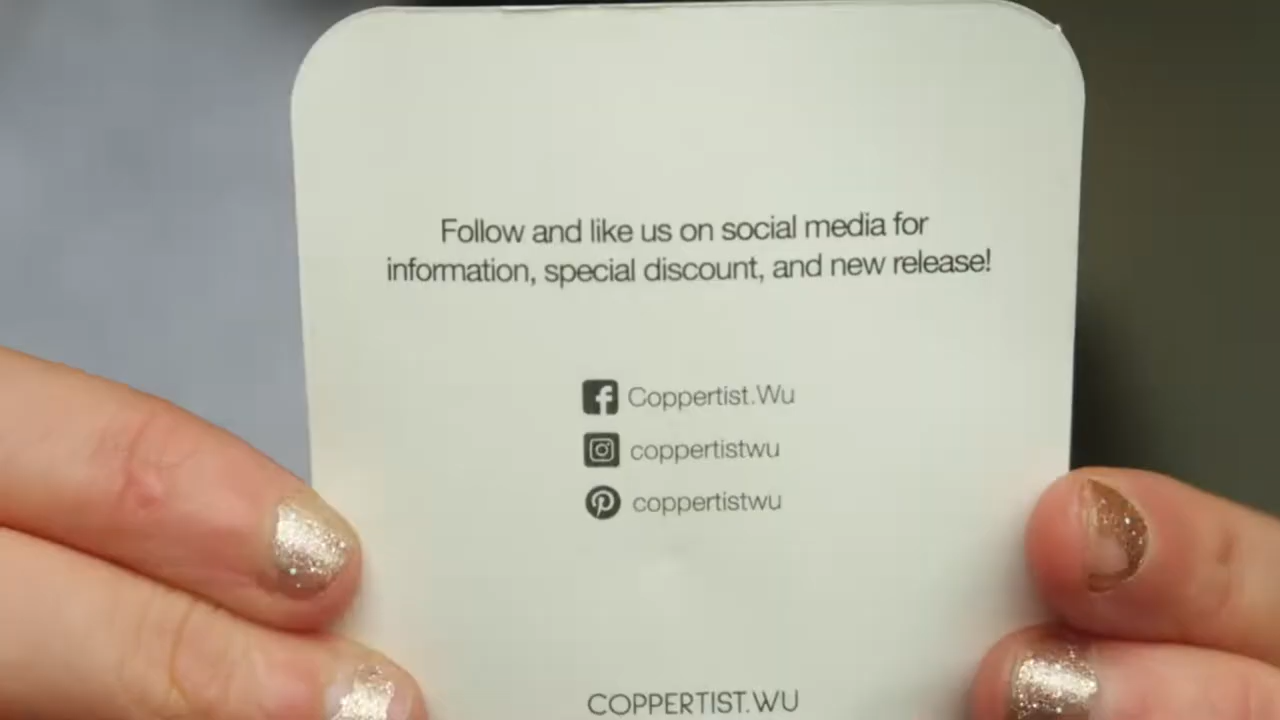 Follow and like us on social media for
information, special discount, and new release!
Coppertist.Wu
coppertistwu
coppertistwu
COPPERTIST.WU